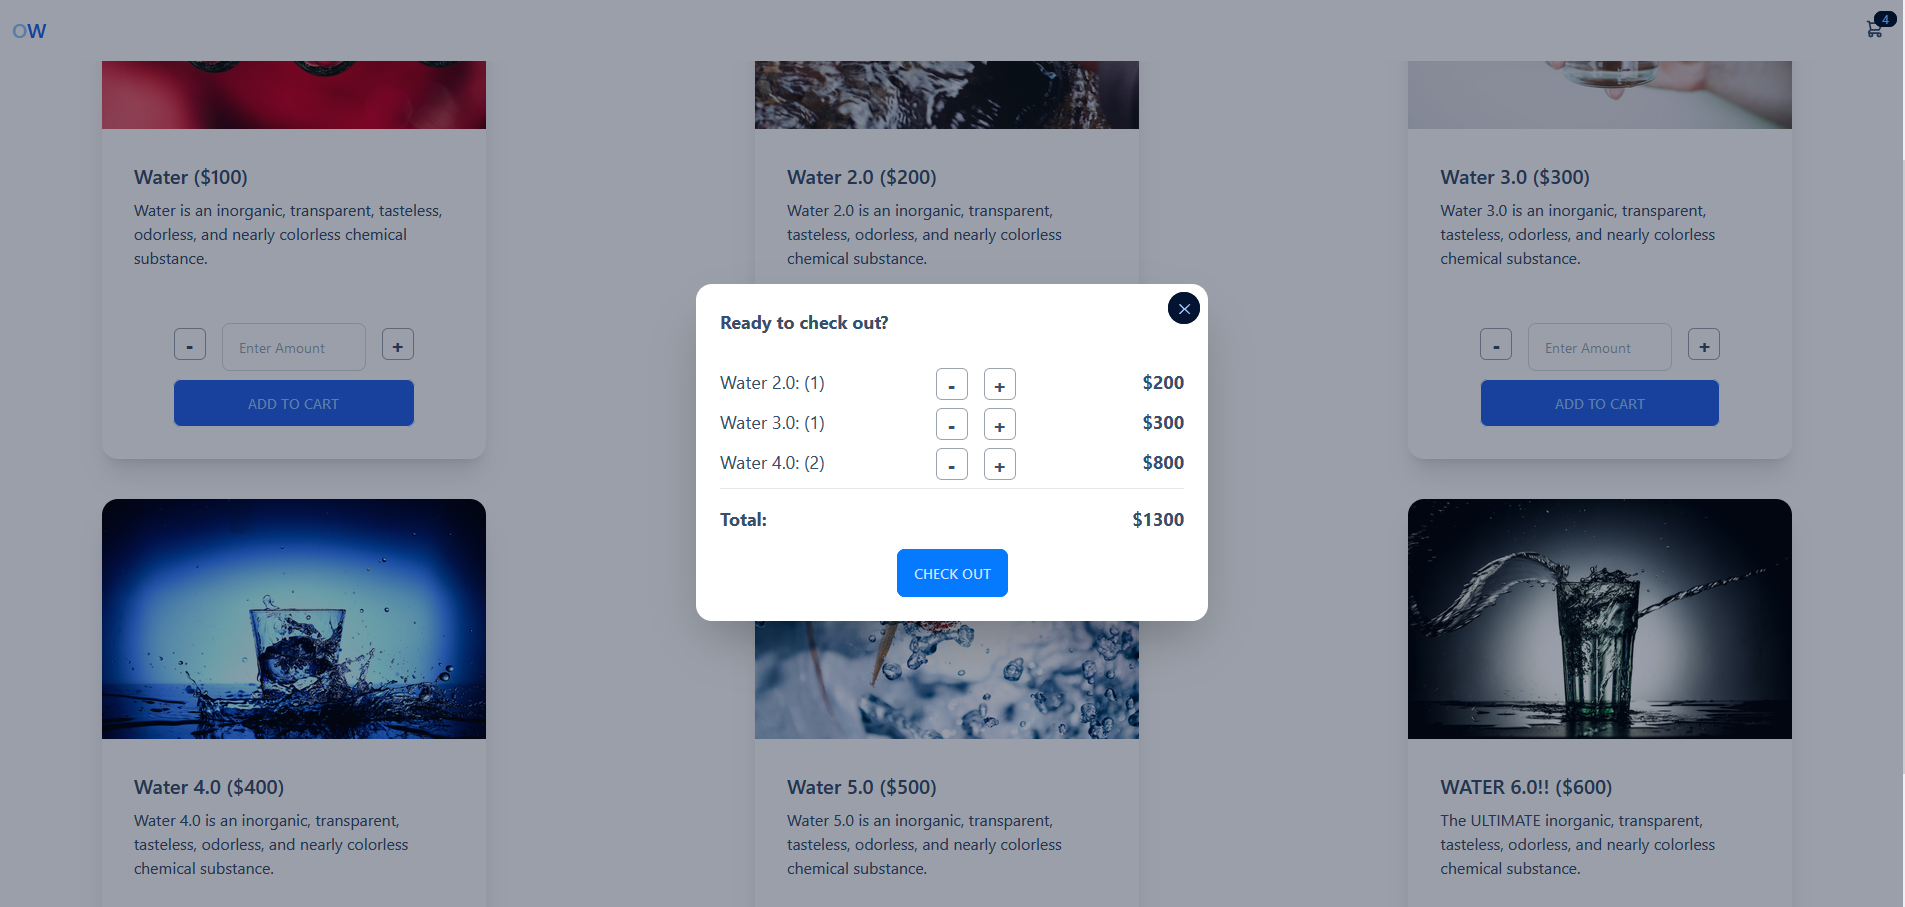 OW
4
Water ($100)
Water is an inorganic, transparent, tasteless,
odorless, and nearly colorless chemical
substance.
-
Enter Amount
+
ADD TO CART
Water 2.0 ($200)
Water 2.0 is an inorganic, transparent,
tasteless, odorless, and nearly colorless
chemical substance.
Water 3.0 ($300)
Water 3.0 is an inorganic, transparent,
tasteless, odorless, and nearly colorless
chemical substance.
-
Enter Amount
+
ADD TO CART
Ready to check out?
Water 2.0: (1) - + $200
Water 3.0: (1) - + $300
Water 4.0: (2) - + $800
Total: $1300
CHECK OUT
Water 4.0 ($400)
Water 4.0 is an inorganic, transparent,
tasteless, odorless, and nearly colorless
chemical substance.
Water 5.0 ($500)
Water 5.0 is an inorganic, transparent,
tasteless, odorless, and nearly colorless
chemical substance.
WATER 6.0!! ($600)
The ULTIMATE inorganic, transparent,
tasteless, odorless, and nearly colorless
chemical substance.